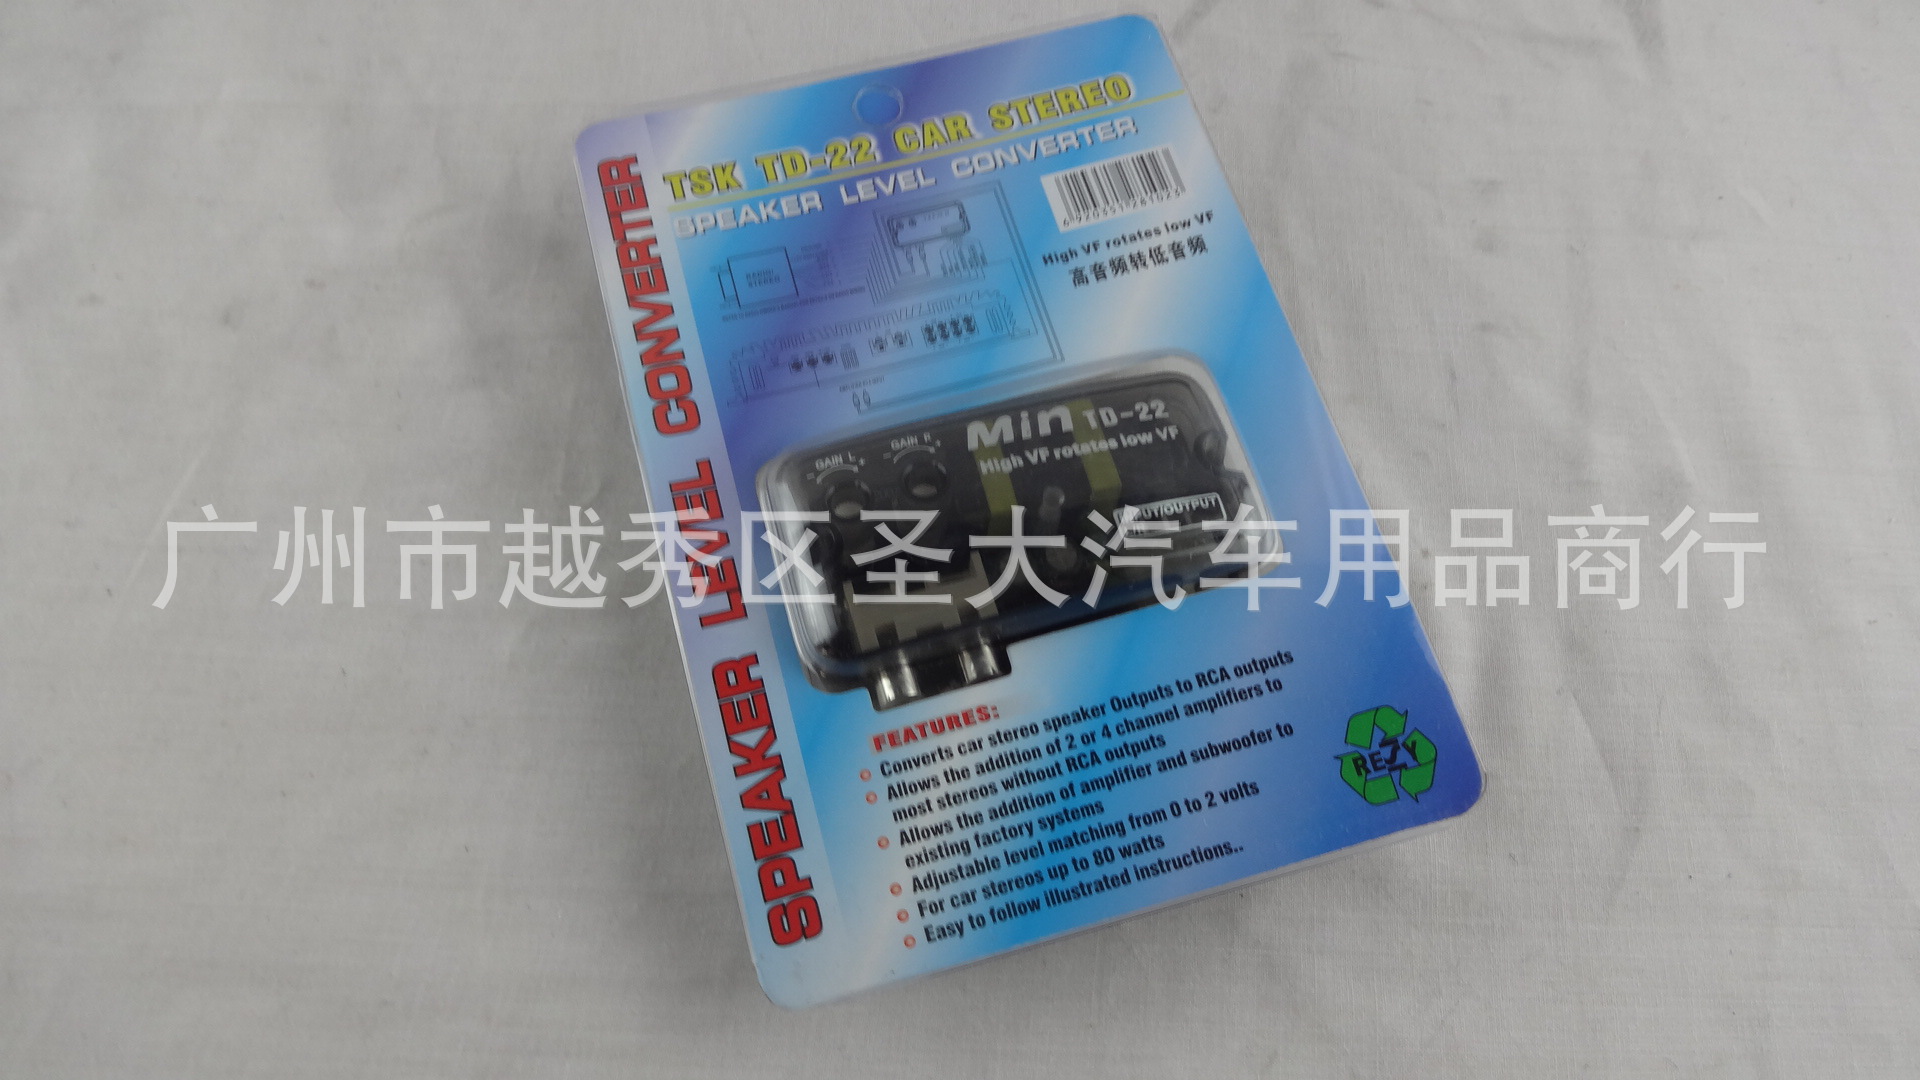 TSK TD-22 CAR STEREO
SPEAKER LEVEL CONVERTER
SPEAKER LEVEL CONVERTER
High VF rotates low VF
高音频转低音频
Min TD-22
High VF rotates low VF
GAIN L
GAIN R
INPUT/OUTPUT
广州市越秀区圣大汽车用品商行
FEATURES:
Converts car stereo speaker Outputs to RCA outputs
Allows the addition of 2 or 4 channel amplifiers to
most stereos without RCA outputs
Allows the addition of amplifier and subwoofer to
existing factory systems
Adjustable level matching from 0 to 2 volts
For car stereos up to 80 watts
Easy to follow illustrated instructions..